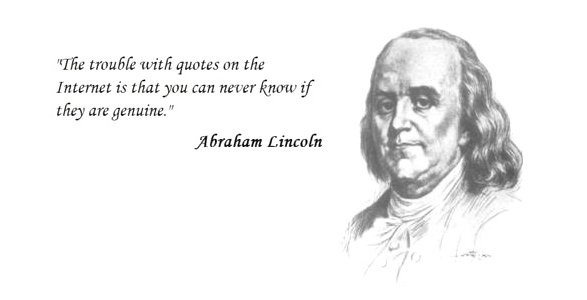 "The trouble with quotes on the
Internet is that you can never know if
they are genuine."
Abraham Lincoln